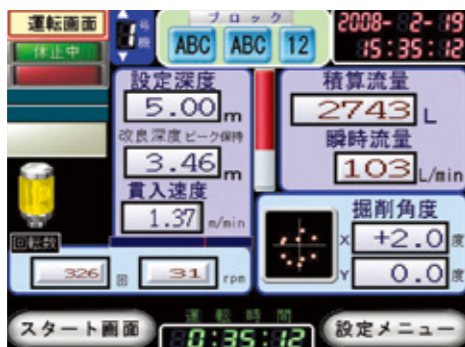 運転画面
休止中
1
号機
ブロック
ABC ABC 12
2008- 2-19
15:35:12
設定深度
5.00 m
改良深度 ピーク保持
3.46 m
貫入速度
1.37 m/min
積算流量
2743 L
瞬時流量
103 L/min
掘削角度
X +2.0 度
Y 0.0 度
回転数
326 回 31 rpm
スタート画面
運転時間
0:35:12
設定メニュー